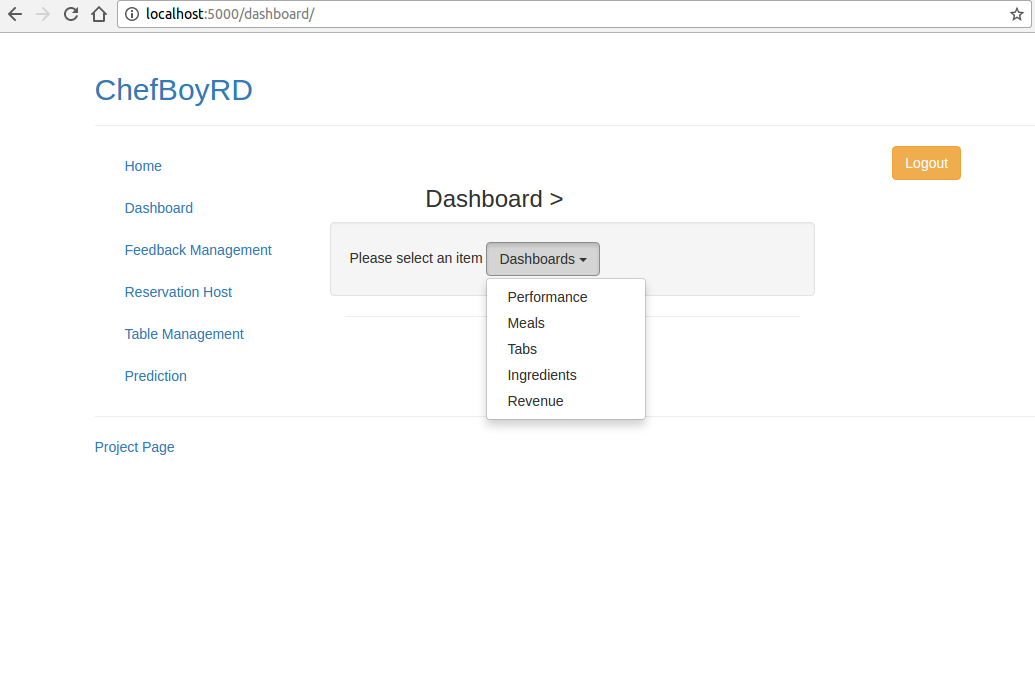 localhost:5000/dashboard/
ChefBoyRD
Home
Dashboard
Feedback Management
Reservation Host
Table Management
Prediction
Logout
Dashboard >
Please select an item Dashboards
Performance
Meals
Tabs
Ingredients
Revenue
Project Page